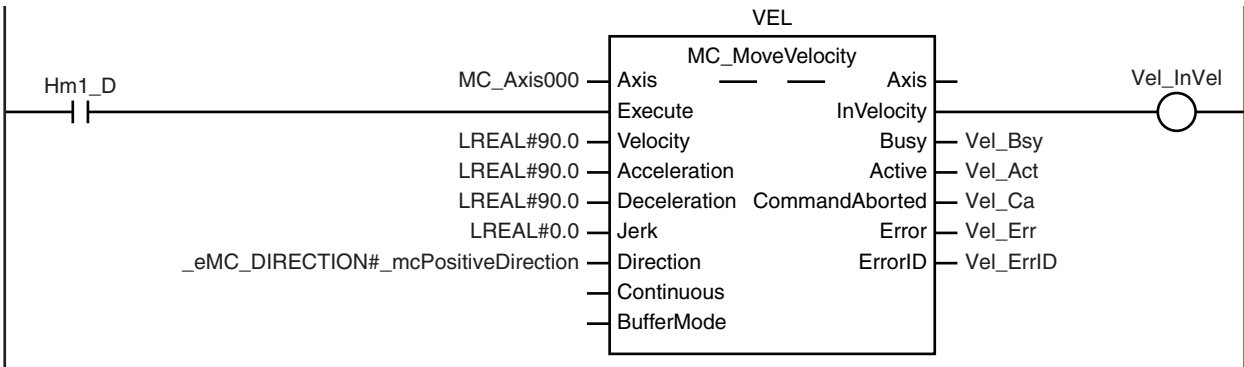 VEL
MC_MoveVelocity
Hm1_D
MC_Axis000 Axis Axis
Vel_InVel
Execute InVelocity
LREAL#90.0 Velocity Busy Vel_Bsy
LREAL#90.0 Acceleration Active Vel_Act
LREAL#90.0 Deceleration CommandAborted Vel_Ca
LREAL#0.0 Jerk Error Vel_Err
_eMC_DIRECTION#_mcPositiveDirection Direction ErrorID Vel_ErrID
Continuous
BufferMode